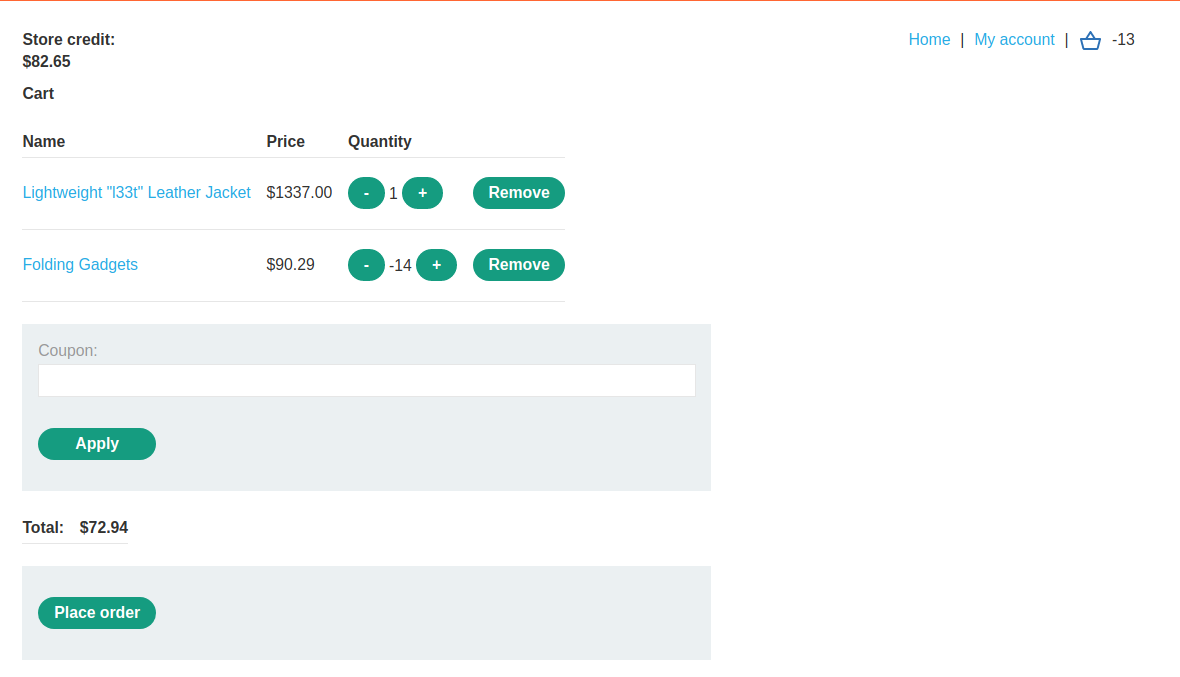 Store credit:
$82.65
Home | My account | -13
Cart
Name Price Quantity
Lightweight "l33t" Leather Jacket $1337.00 - 1 + Remove
Folding Gadgets $90.29 - -14 + Remove
Coupon:
Apply
Total: $72.94
Place order